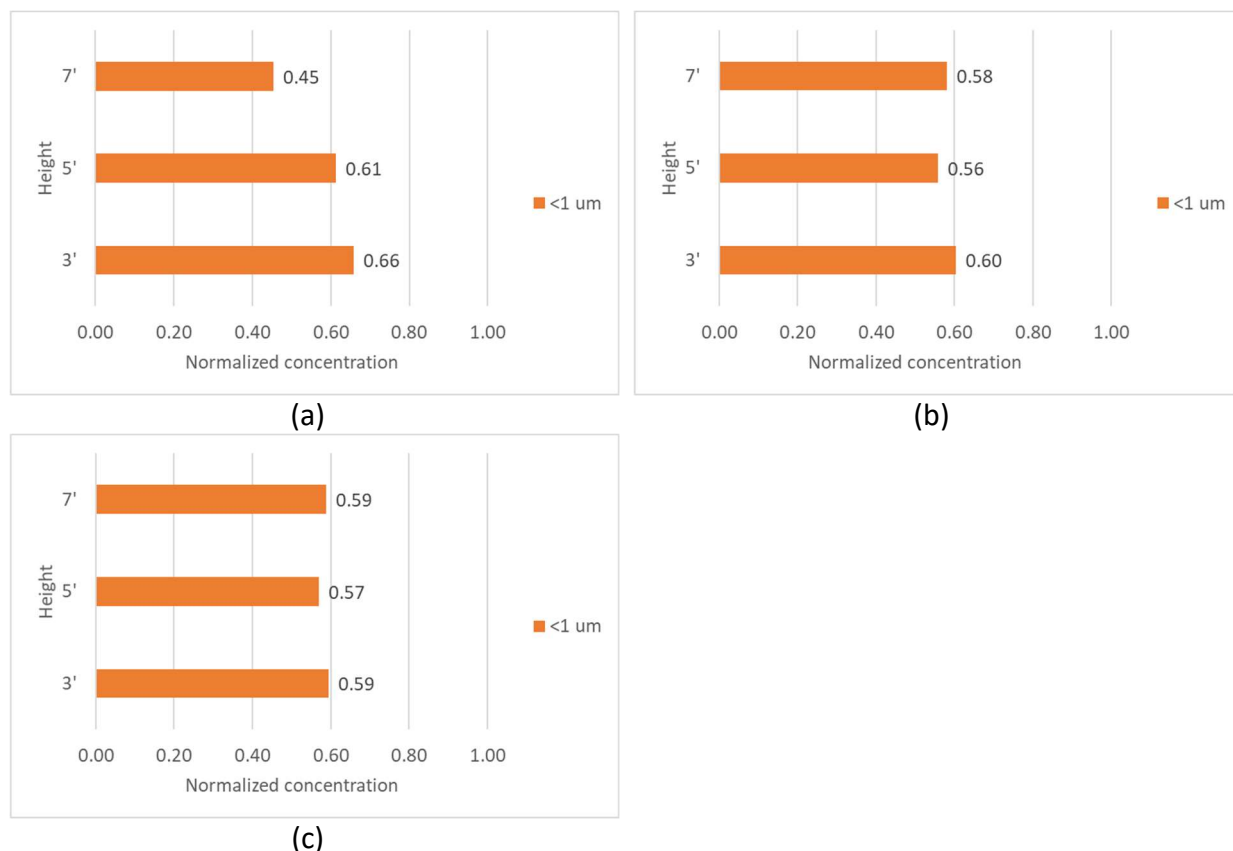 7'
0.45
Height
5'
0.61
<1 um
3'
0.66
0.00 0.20 0.40 0.60 0.80 1.00
Normalized concentration
(a)
7'
0.58
Height
5'
0.56
<1 um
3'
0.60
0.00 0.20 0.40 0.60 0.80 1.00
Normalized concentration
(b)
7'
0.59
Height
5'
0.57
<1 um
3'
0.59
0.00 0.20 0.40 0.60 0.80 1.00
Normalized concentration
(c)